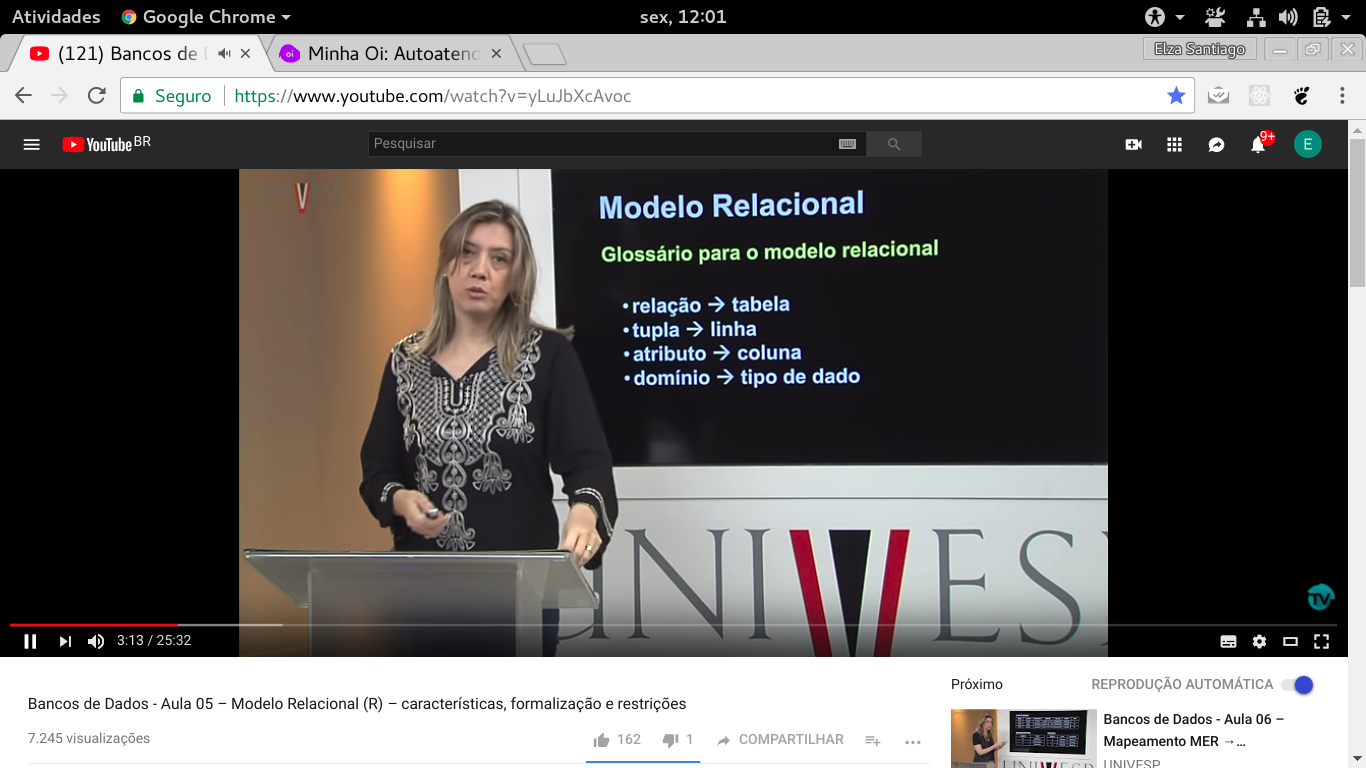 Atividades Google Chrome sex, 12:01
(121) Bancos de Minha Oi: Autoatend Elza Santiago
Seguro https://www.youtube.com/watch?v=yLuJbXcAvoc
YouTube BR Pesquisar 9+ E
Modelo Relacional
Glossário para o modelo relacional
•relação → tabela
•tupla → linha
•atributo → coluna
•domínio → tipo de dado
UNIVESP
TV
3:13 / 25:32
Próximo REPRODUÇÃO AUTOMÁTICA
Bancos de Dados - Aula 05 – Modelo Relacional (R) – características, formalização e restrições
7.245 visualizações 162 1 COMPARTILHAR
Bancos de Dados - Aula 06 –
Mapeamento MER →...
UNIVESP